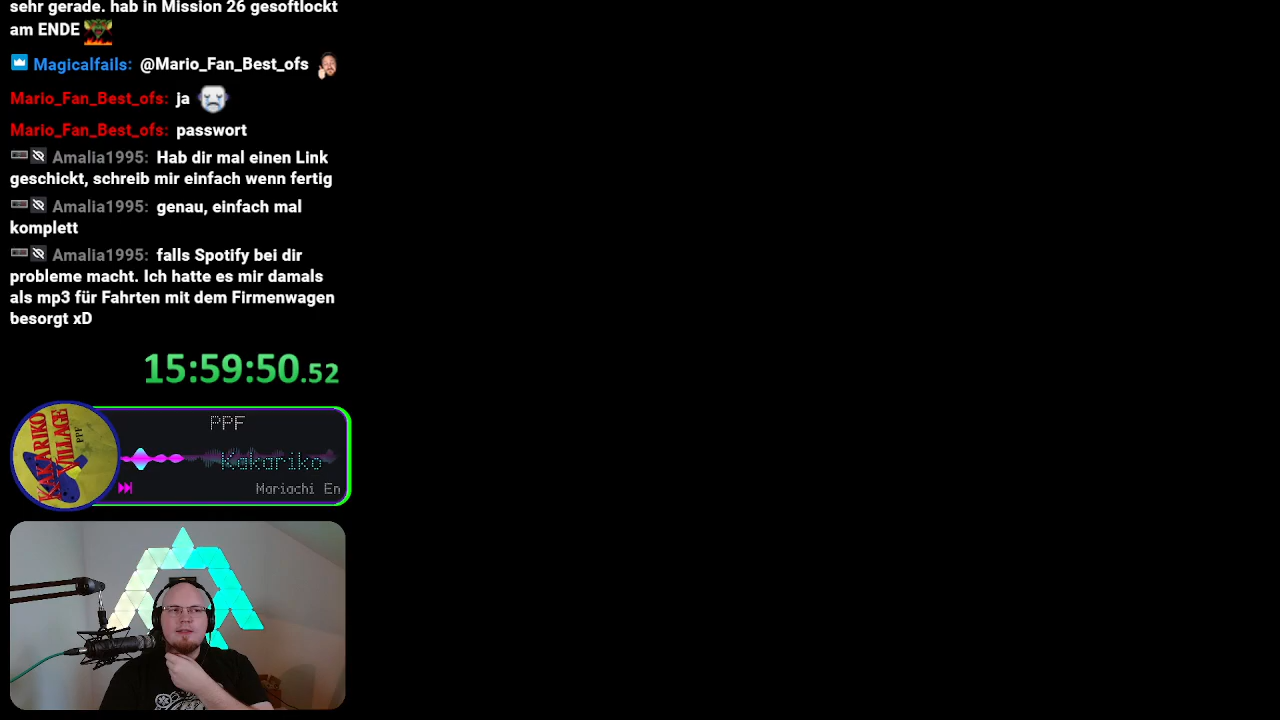 sehr gerade. hab in Mission 26 gesoftlockt
am ENDE
Magicalfails: @Mario_Fan_Best_ofs
Mario_Fan_Best_ofs: ja
Mario_Fan_Best_ofs: passwort
Amalia1995: Hab dir mal einen Link
geschickt, schreib mir einfach wenn fertig
Amalia1995: genau, einfach mal
komplett
Amalia1995: falls Spotify bei dir
probleme macht. Ich hatte es mir damals
als mp3 für Fahrten mit dem Firmenwagen
besorgt xD
15:59:50.52
PPF
KAKARIKO
VILLAGE
PPF
Kakariko
Mariachi En